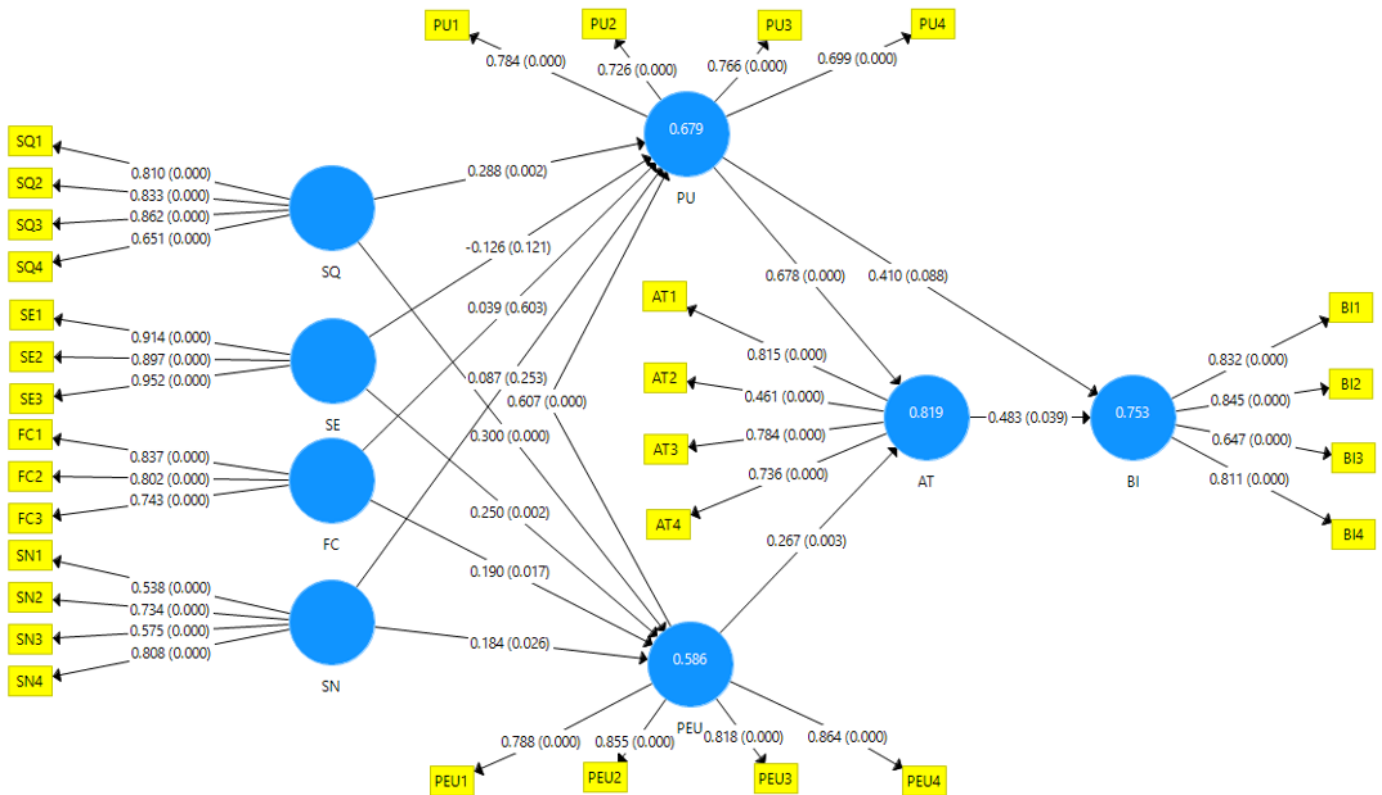 PU1
PU2
PU3
PU4
0.784 (0.000)
0.726 (0.000)
0.766 (0.000)
0.699 (0.000)
0.679
PU
SQ1
SQ2
SQ3
SQ4
0.810 (0.000)
0.833 (0.000)
0.862 (0.000)
0.651 (0.000)
SQ
0.288 (0.002)
-0.126 (0.121)
0.039 (0.603)
0.087 (0.253)
0.607 (0.000)
0.300 (0.000)
0.250 (0.002)
0.190 (0.017)
0.184 (0.026)
SE1
SE2
SE3
0.914 (0.000)
0.897 (0.000)
0.952 (0.000)
SE
FC1
FC2
FC3
0.837 (0.000)
0.802 (0.000)
0.743 (0.000)
FC
SN1
SN2
SN3
SN4
0.538 (0.000)
0.734 (0.000)
0.575 (0.000)
0.808 (0.000)
SN
0.678 (0.000)
0.410 (0.088)
AT1
AT2
AT3
AT4
0.815 (0.000)
0.461 (0.000)
0.784 (0.000)
0.736 (0.000)
0.819
AT
0.483 (0.039)
0.267 (0.003)
0.753
BI
BI1
BI2
BI3
BI4
0.832 (0.000)
0.845 (0.000)
0.647 (0.000)
0.811 (0.000)
0.586
PEU
0.788 (0.000)
0.855 (0.000)
0.818 (0.000)
0.864 (0.000)
PEU1
PEU2
PEU3
PEU4